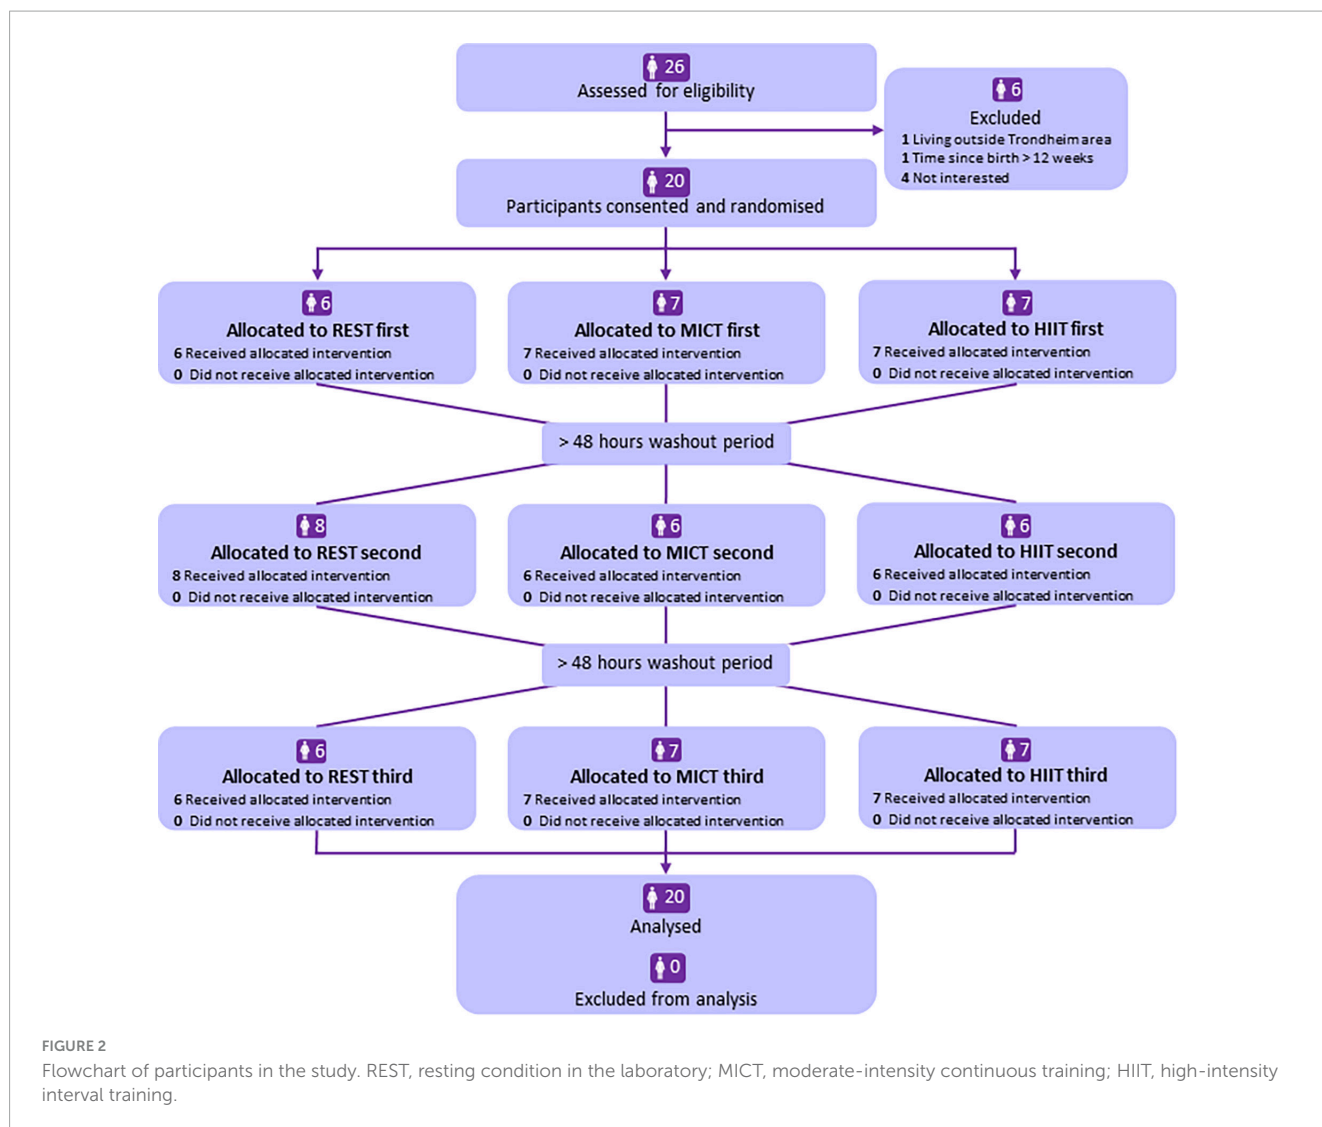 26
Assessed for eligibility
6
Excluded
1 Living outside Trondheim area
1 Time since birth > 12 weeks
4 Not interested
20
Participants consented and randomised
6
Allocated to REST first
6 Received allocated intervention
0 Did not receive allocated intervention
7
Allocated to MICT first
7 Received allocated intervention
0 Did not receive allocated intervention
7
Allocated to HIIT first
7 Received allocated intervention
0 Did not receive allocated intervention
> 48 hours washout period
8
Allocated to REST second
8 Received allocated intervention
0 Did not receive allocated intervention
6
Allocated to MICT second
6 Received allocated intervention
0 Did not receive allocated intervention
6
Allocated to HIIT second
6 Received allocated intervention
0 Did not receive allocated intervention
> 48 hours washout period
6
Allocated to REST third
6 Received allocated intervention
0 Did not receive allocated intervention
7
Allocated to MICT third
7 Received allocated intervention
0 Did not receive allocated intervention
7
Allocated to HIIT third
7 Received allocated intervention
0 Did not receive allocated intervention
20
Analysed
0
Excluded from analysis
FIGURE 2
Flowchart of participants in the study. REST, resting condition in the laboratory; MICT, moderate-intensity continuous training; HIIT, high-intensity
interval training.